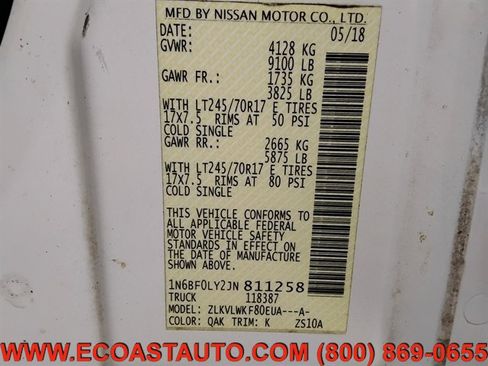 MFD BY NISSAN MOTOR CO., LTD.
DATE: 05/18
GVWR: 4128 KG
9100 LB
GAWR FR.: 1735 KG
3825 LB
WITH LT245/70R17 E TIRES
17X7.5 RIMS AT 50 PSI
COLD SINGLE
GAWR RR.: 2665 KG
5875 LB
WITH LT245/70R17 E TIRES
17X7.5 RIMS AT 80 PSI
COLD SINGLE
THIS VEHICLE CONFORMS TO
ALL APPLICABLE FEDERAL
MOTOR VEHICLE SAFETY
STANDARDS IN EFFECT ON
THE DATE OF MANUFACTURE
SHOWN ABOVE.
1N6BF0LY2JN 811258
TRUCK 118387
MODEL: ZLKVLWKF80EUA---A-
COLOR: QAK TRIM: K ZS10A
WWW.ECOASTAUTO.COM (800) 869-0655